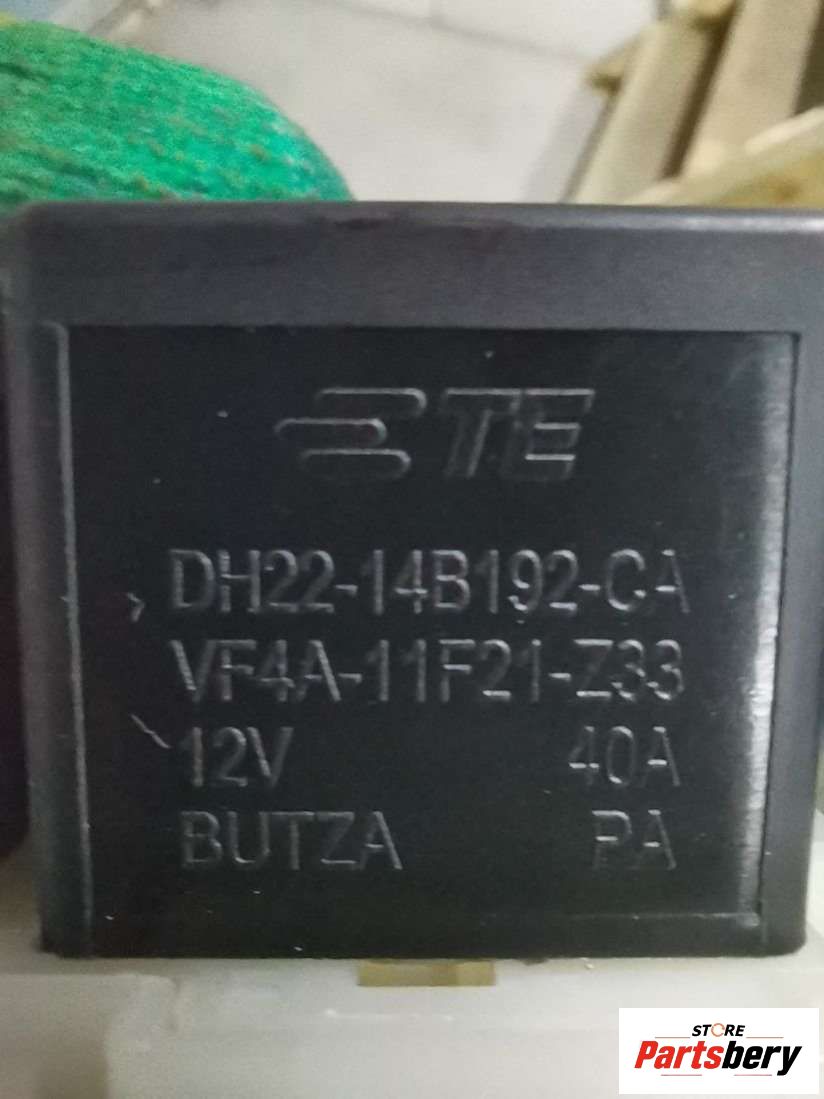 TE
DH22-14B192-CA
VF4A-11F21-Z33
12V 40A
BUTZA PA
STORE
Partsbery